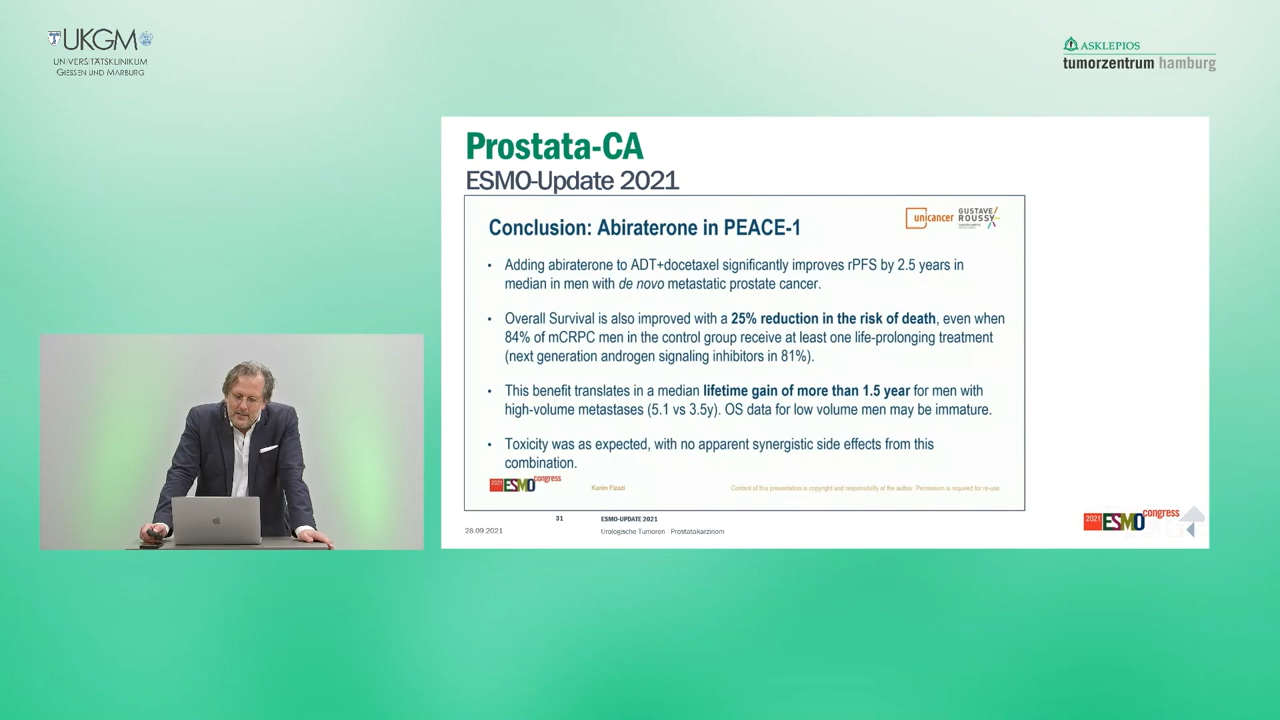 UKGM
UNIVERSITÄTSKLINIKUM
GIESSEN UND MARBURG
ASKLEPIOS
tumorzentrum hamburg
Prostata-CA
ESMO-Update 2021
unicancer
GUSTAVE
ROUSSY
Conclusion: Abiraterone in PEACE-1
• Adding abiraterone to ADT+docetaxel significantly improves rPFS by 2.5 years in
median in men with de novo metastatic prostate cancer.
• Overall Survival is also improved with a 25% reduction in the risk of death, even when
84% of mCRPC men in the control group receive at least one life-prolonging treatment
(next generation androgen signaling inhibitors in 81%).
• This benefit translates in a median lifetime gain of more than 1.5 year for men with
high-volume metastases (5.1 vs 3.5y). OS data for low volume men may be immature.
• Toxicity was as expected, with no apparent synergistic side effects from this
combination.
2021 ESMO congress
Karim Fizazi
Content of this presentation is copyright and responsibility of the author. Permission is required for re-use.
31
ESMO-UPDATE 2021
28.09.2021
Urologische Tumoren - Prostatakarzinom
2021 ESMO congress